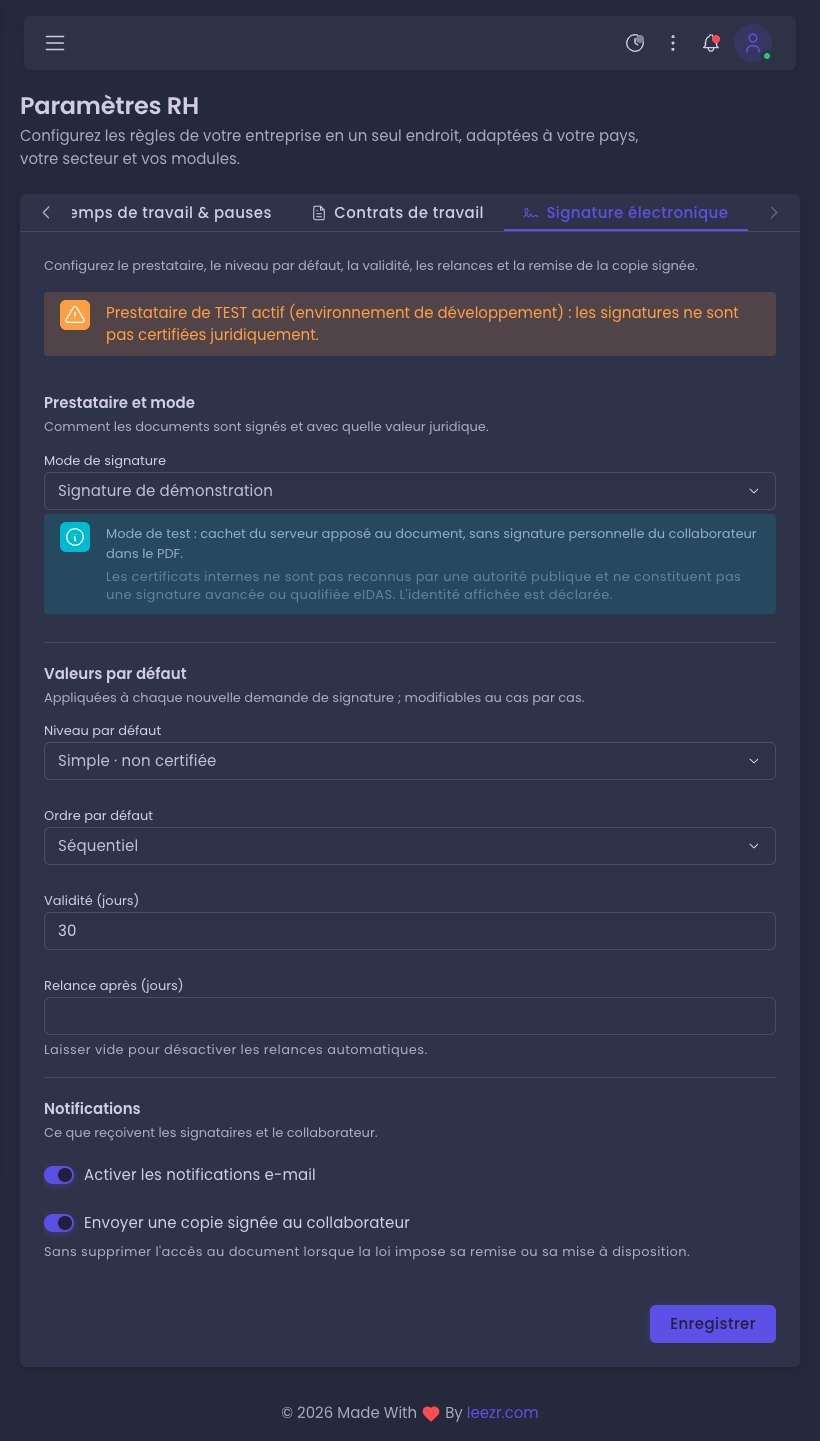 Paramètres RH
Configurez les règles de votre entreprise en un seul endroit, adaptées à votre pays,
votre secteur et vos modules.
emps de travail & pauses
Contrats de travail
Signature électronique
Configurez le prestataire, le niveau par défaut, la validité, les relances et la remise de la copie signée.
Prestataire de TEST actif (environnement de développement) : les signatures ne sont
pas certifiées juridiquement.
Prestataire et mode
Comment les documents sont signés et avec quelle valeur juridique.
Mode de signature
Signature de démonstration
Mode de test : cachet du serveur apposé au document, sans signature personnelle du collaborateur
dans le PDF.
Les certificats internes ne sont pas reconnus par une autorité publique et ne constituent pas
une signature avancée ou qualifiée eIDAS. L'identité affichée est déclarée.
Valeurs par défaut
Appliquées à chaque nouvelle demande de signature ; modifiables au cas par cas.
Niveau par défaut
Simple · non certifiée
Ordre par défaut
Séquentiel
Validité (jours)
30
Relance après (jours)
Laisser vide pour désactiver les relances automatiques.
Notifications
Ce que reçoivent les signataires et le collaborateur.
Activer les notifications e-mail
Envoyer une copie signée au collaborateur
Sans supprimer l'accès au document lorsque la loi impose sa remise ou sa mise à disposition.
Enregistrer
© 2026 Made With By leezr.com